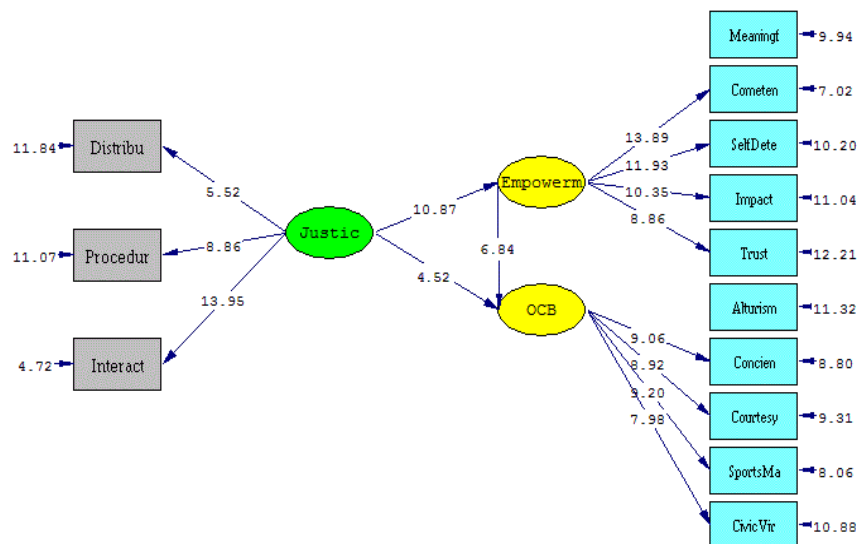 Meaningf 9.94
Cometen 7.02
13.89
11.84 Distribu
SelfDete 10.20
11.93
5.52
Empowerm
10.35
Impact 11.04
10.87
8.86
11.07 Procedur
8.86
Justic
6.84
Trust 12.21
4.52
13.95
OCB
Alturism 11.32
9.06
4.72 Interact
Concien 8.80
8.92
9.20
Courtesy 9.31
7.98
SportsMa 8.06
CivicVir 10.88